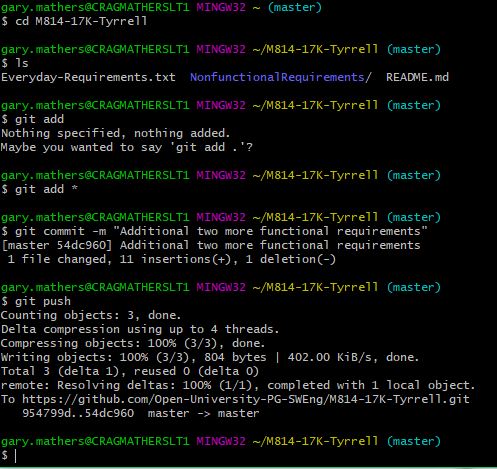 gary.mathers@CRAGMATHERSLT1 MINGW32 ~ (master)
$ cd M814-17K-Tyrrell
gary.mathers@CRAGMATHERSLT1 MINGW32 ~/M814-17K-Tyrrell (master)
$ ls
Everyday-Requirements.txt  NonfunctionalRequirements/  README.md
gary.mathers@CRAGMATHERSLT1 MINGW32 ~/M814-17K-Tyrrell (master)
$ git add
Nothing specified, nothing added.
Maybe you wanted to say 'git add .'?
gary.mathers@CRAGMATHERSLT1 MINGW32 ~/M814-17K-Tyrrell (master)
$ git add *
gary.mathers@CRAGMATHERSLT1 MINGW32 ~/M814-17K-Tyrrell (master)
$ git commit -m "Additional two more functional requirements"
[master 54dc960] Additional two more functional requirements
 1 file changed, 11 insertions(+), 1 deletion(-)
gary.mathers@CRAGMATHERSLT1 MINGW32 ~/M814-17K-Tyrrell (master)
$ git push
Counting objects: 3, done.
Delta compression using up to 4 threads.
Compressing objects: 100% (3/3), done.
Writing objects: 100% (3/3), 804 bytes | 402.00 KiB/s, done.
Total 3 (delta 1), reused 0 (delta 0)
remote: Resolving deltas: 100% (1/1), completed with 1 local object.
To https://github.com/Open-University-PG-SWEng/M814-17K-Tyrrell.git
   954799d..54dc960  master -> master
gary.mathers@CRAGMATHERSLT1 MINGW32 ~/M814-17K-Tyrrell (master)
$